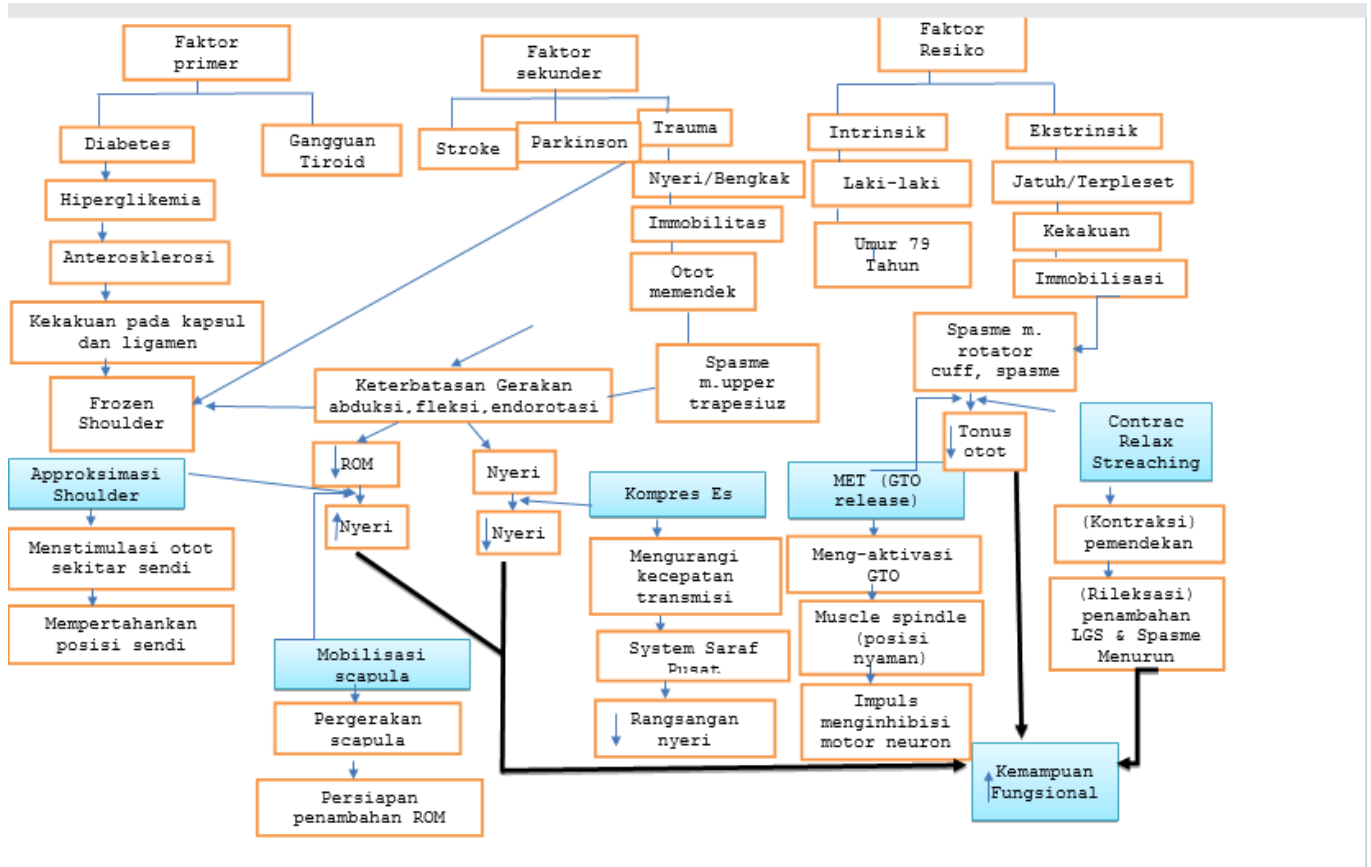 Faktor
primer
Faktor
sekunder
Faktor
Resiko
Diabetes
Gangguan
Tiroid
Stroke
Parkinson
Trauma
Intrinsik
Ekstrinsik
Hiperglikemia
Nyeri/Bengkak
Laki-laki
Jatuh/Terpleset
Anterosklerosi
Immobilitas
Umur 79
Tahun
Kekakuan
Otot
memendek
Immobilisasi
Kekakuan pada kapsul
dan ligamen
Spasme m.
rotator
cuff, spasme
Frozen
Shoulder
Keterbatasan Gerakan
abduksi,fleksi,endorotasi
Spasme
m.upper
trapesiuz
↓ROM
Nyeri
↓ Tonus
otot
Contrac
Relax
Streaching
Approksimasi
Shoulder
↑Nyeri
↓Nyeri
Kompres Es
MET (GTO
release)
Menstimulasi otot
sekitar sendi
Mengurangi
kecepatan
transmisi
Meng-aktivasi
GTO
(Kontraksi)
pemendekan
Mempertahankan
posisi sendi
Mobilisasi
scapula
System Saraf
Pusat
Muscle spindle
(posisi
nyaman)
(Rileksasi)
penambahan
LGS & Spasme
Menurun
Pergerakan
scapula
↓ Rangsangan
nyeri
Impuls
menginhibisi
motor neuron
Persiapan
penambahan ROM
↑ Kemampuan
Fungsional